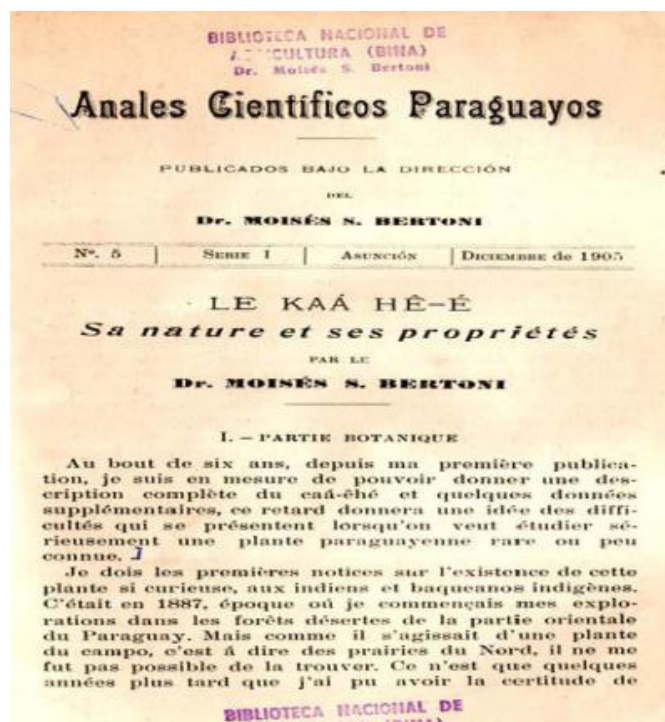 BIBLIOTECA NACIONAL DE
CULTURA (BINA)
Dr. Moisés S. Bertoni
Anales Científicos Paraguayos
PUBLICADOS BAJO LA DIRECCIÓN
DEL
Dr. MOISÉS S. BERTONI
Nº. 5 | SERIE I | ASUNCIÓN | DICIEMBRE de 1905
LE KAÁ HÊ-É
Sa nature et ses propriétés
PAR LE
Dr. MOISÉS S. BERTONI
I. – PARTIE BOTANIQUE
Au bout de six ans, depuis ma première publica-
tion, je suis en mesure de pouvoir donner une des-
cription complète du caá-êhé et quelques données
supplémentaires, ce retard donnera une idée des diffi-
cultés qui se présentent lorsqu'on veut étudier sé-
rieusement une plante paraguayenne rare ou peu
connue.
Je dois les premières notices sur l'existence de cette
plante si curieuse, aux indiens et baqueanos indigènes.
C'était en 1887, époque où je commençais mes explo-
rations dans les forêts désertes de la partie orientale
du Paraguay. Mais comme il s'agissait d'une plante
du campo, c'est á dire des prairies du Nord, il ne me
fut pas possible de la trouver. Ce n'est que quelques
années plus tard que j'ai pu avoir la certitude de
BIBLIOTECA NACIONAL DE